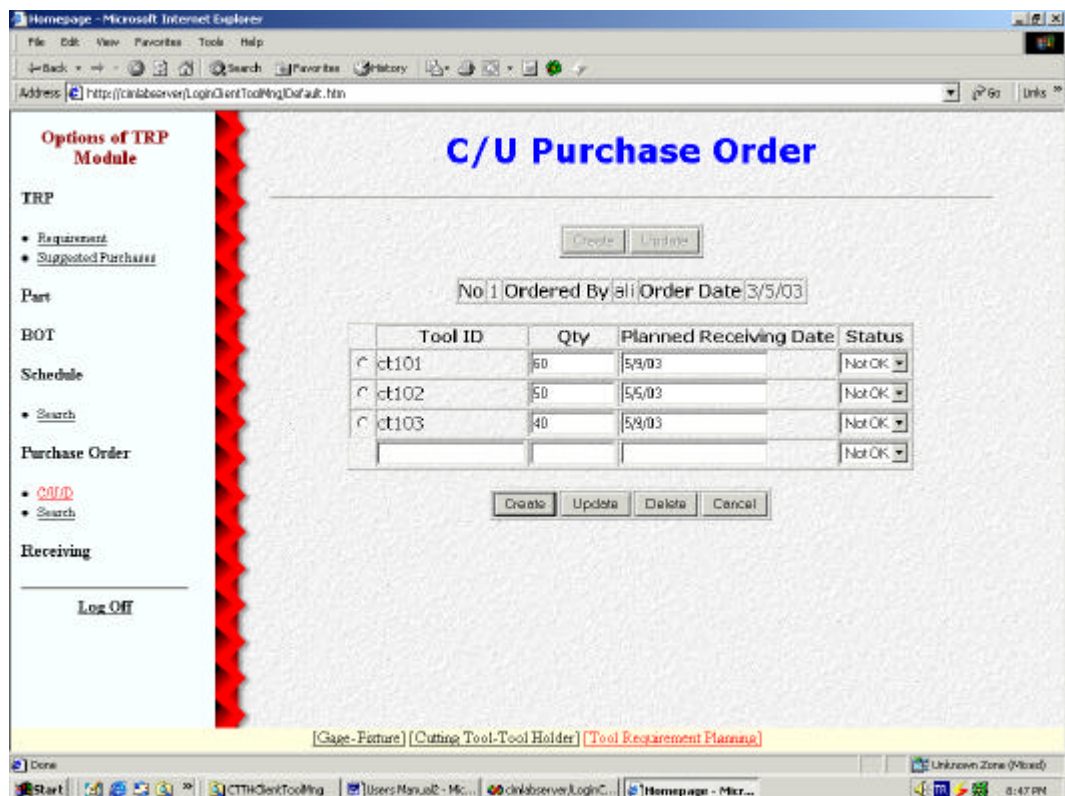 Homepage - Microsoft Internet Explorer
File Edit View Favorites Tools Help
Back Search Favorites History
Address http://cimlabserver/LoginClientToolMng/Default.htm Go Links »
Options of TRP
Module
TRP
Requirement
Suggested Purchases
Part
BOT
Schedule
Search
Purchase Order
C/U/D
Search
Receiving
Log Off
C/U Purchase Order
Create Update
No 1 Ordered By ali Order Date 3/5/03
Tool ID Qty Planned Receiving Date Status
ct101 60 5/9/03 Not OK
ct102 50 5/5/03 Not OK
ct103 40 5/9/03 Not OK
Not OK
Create Update Delete Cancel
[Gage-Fixture] [Cutting Tool-Tool Holder] [Tool Requirement Planning]
Done Unknown Zone (Mixed)
Start » CTTHClientToolMng Users Manual2 - Mic... cimlabserver/LoginC... Homepage - Micr... 8:47 PM